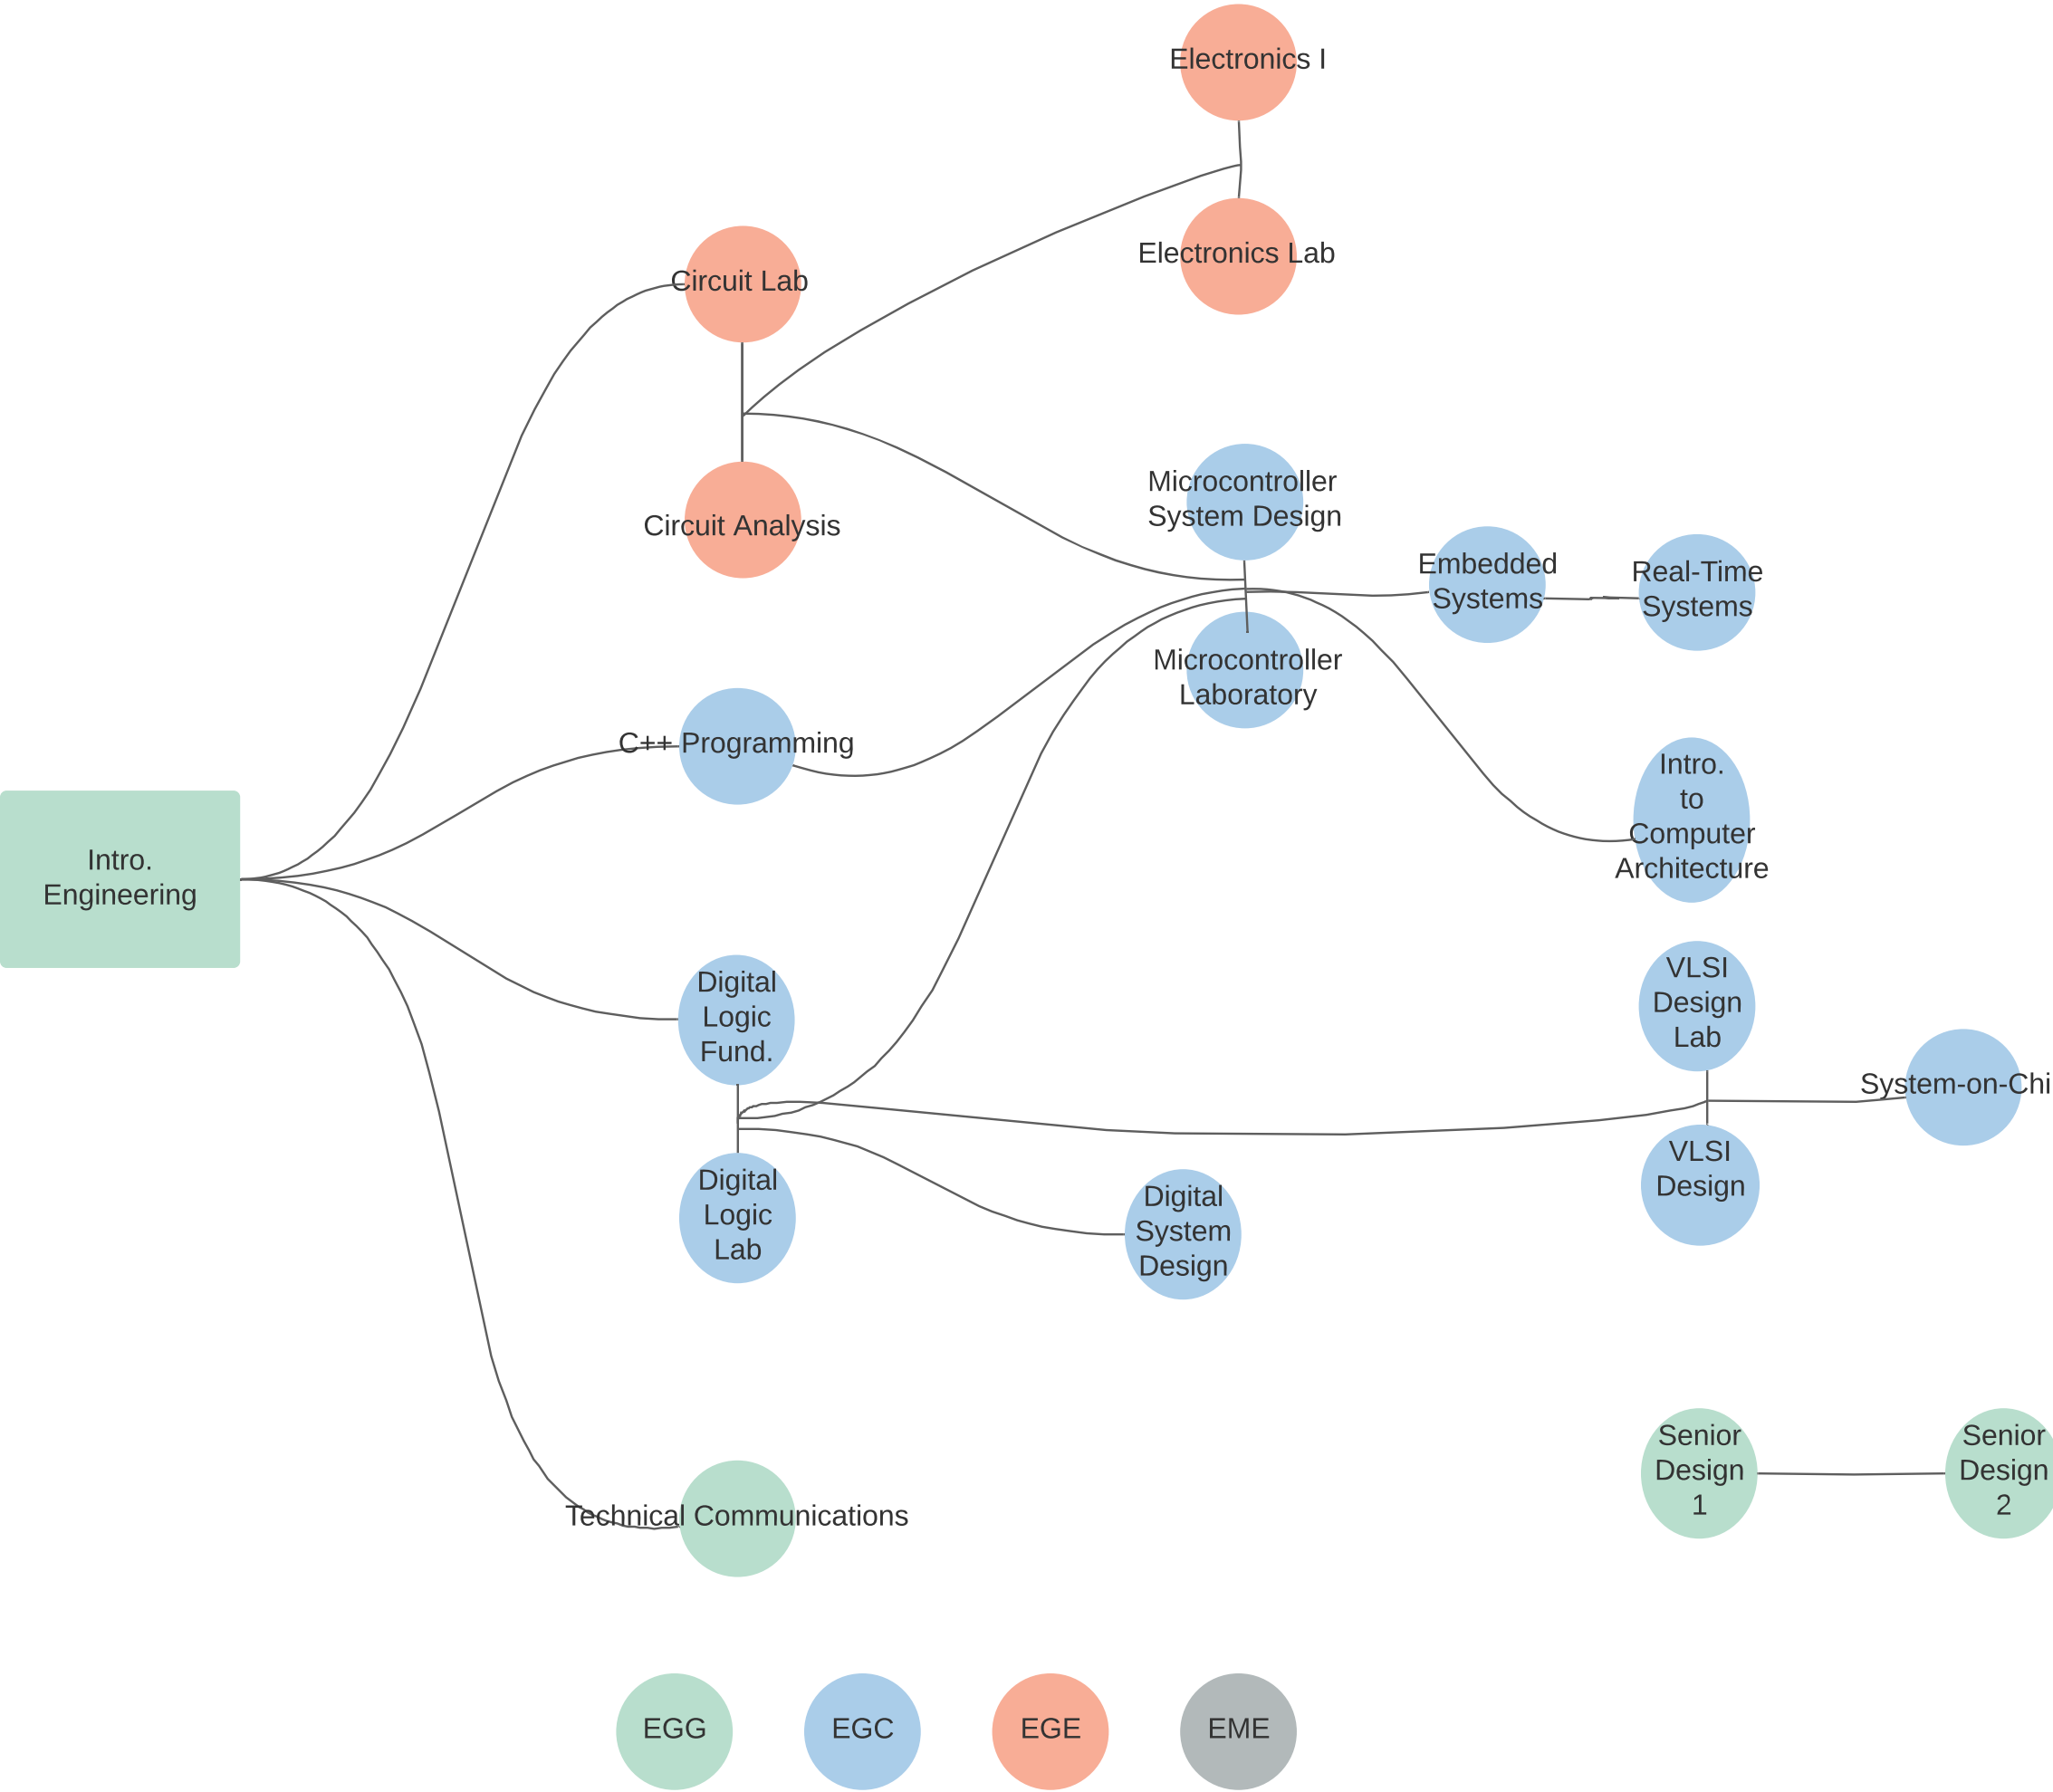 Electronics I
Electronics Lab
Circuit Lab
Circuit Analysis
Microcontroller
System Design
Embedded
Systems
Real-Time
Systems
Microcontroller
Laboratory
C++ Programming
Intro.
to
Computer
Architecture
Intro.
Engineering
Digital
Logic
Fund.
VLSI
Design
Lab
System-on-Chi
VLSI
Design
Digital
Logic
Lab
Digital
System
Design
Senior
Design
1
Senior
Design
2
Technical Communications
EGG
EGC
EGE
EME